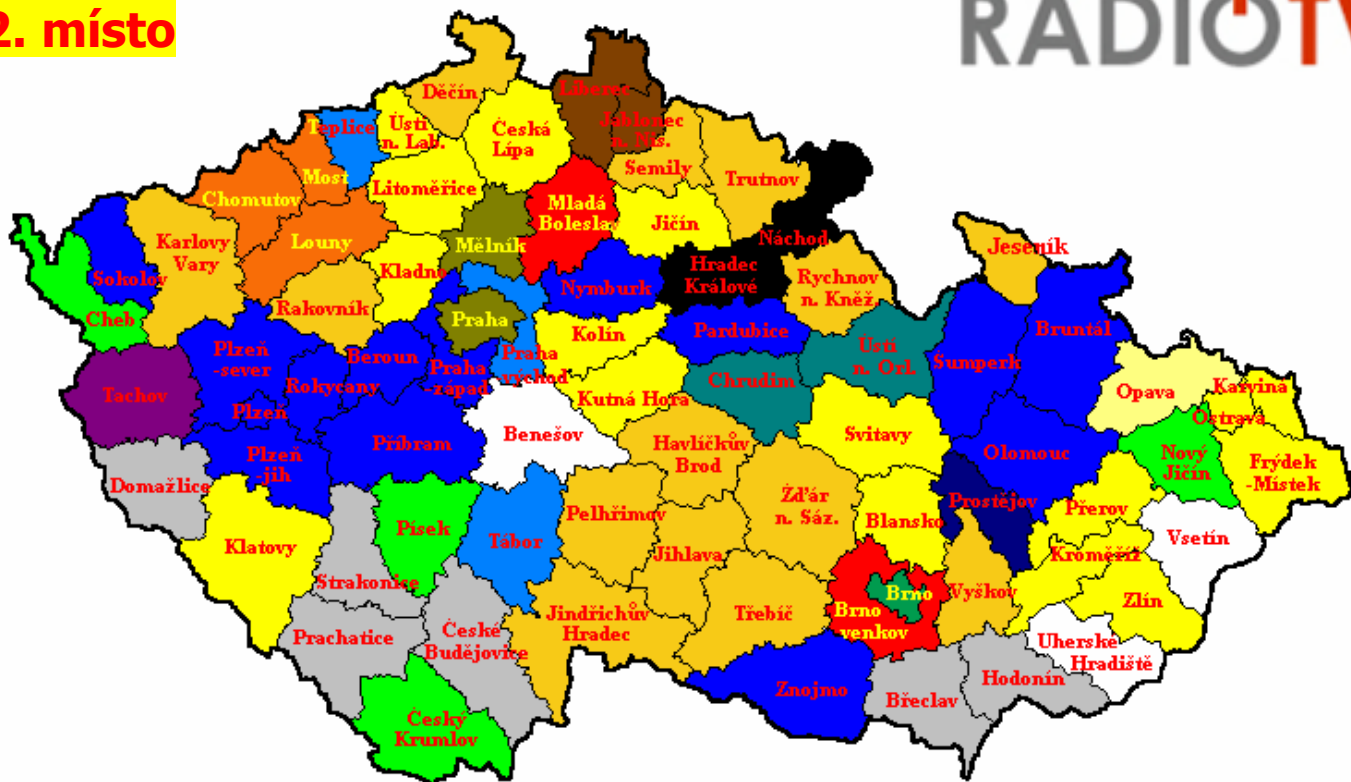 2. místo
RADIOTV
Děčín
Liberec
Teplice
Ústí
n. Lab.
Česká
Lípa
Jablonec
n. Nis.
Semily
Trutnov
Most
Chomutov
Litoměřice
Mladá
Boleslav
Jičín
Karlovy
Vary
Louny
Mělník
Náchod
Jeseník
Sokolov
Kladno
Hradec
Králové
Rychnov
n. Kněž.
Nymburk
Cheb
Rakovník
Praha
Kolín
Pardubice
Ústí
n. Orl.
Šumperk
Bruntál
Plzeň
-sever
Beroun
Praha
-západ
Praha
východ
Rokycany
Chrudim
Opava
Karviná
Tachov
Plzeň
Kutná Hora
Ostrava
Příbram
Benešov
Havlíčkův
Brod
Svitavy
Olomouc
Nový
Jičín
Frýdek
-Místek
Plzeň
-jih
Domažlice
Žďár
n. Sáz.
Prostějov
Přerov
Písek
Tábor
Pelhřimov
Blansko
Vsetín
Klatovy
Jihlava
Kroměříž
Strakonice
Brno
Vyškov
Zlín
Jindřichův
Hradec
Třebíč
Brno
venkov
Prachatice
České
Budějovice
Uherské
Hradiště
Hodonín
Znojmo
Břeclav
Český
Krumlov